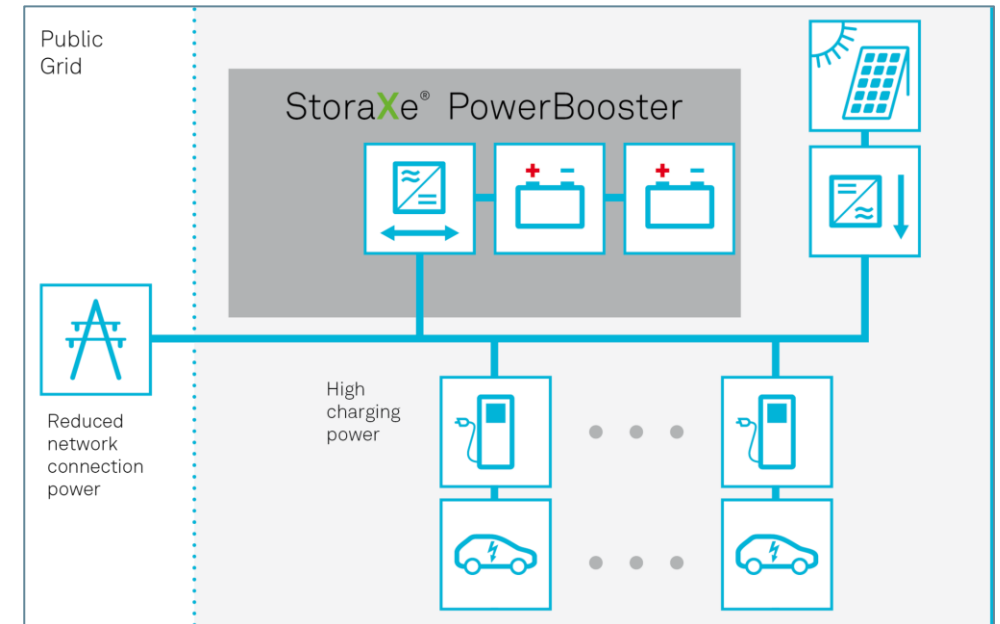 Public
Grid
StoraXe® PowerBooster
+ − + −
High
charging
power
Reduced
network
connection
power